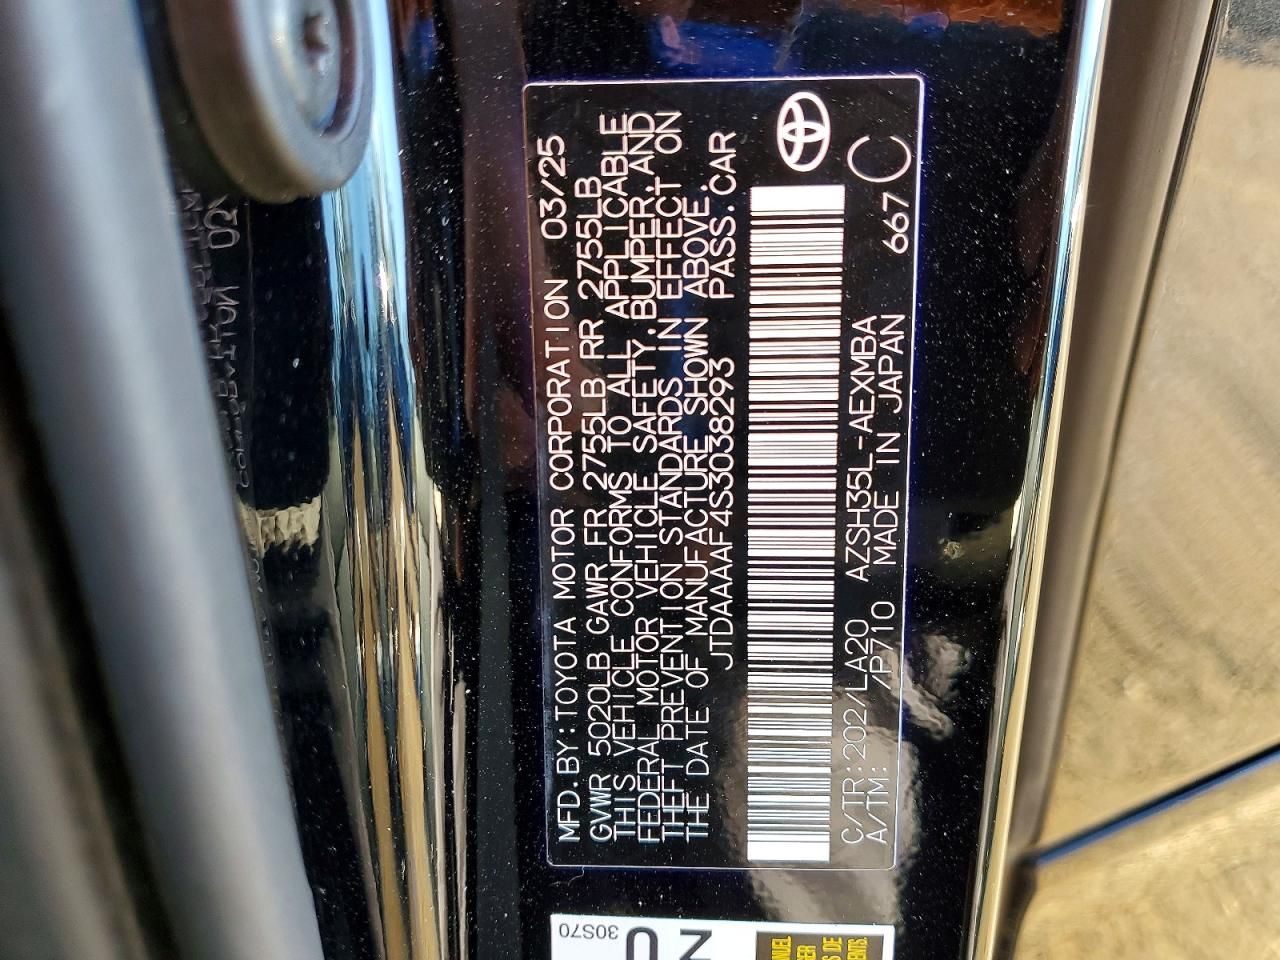 MFD.BY:TOYOTA MOTOR CORPORATION 03/25
GVWR 5020LB GAWR FR 2755LB RR 2755LB
THIS VEHICLE CONFORMS TO ALL APPLICABLE
FEDERAL MOTOR VEHICLE SAFETY,BUMPER,AND
THEFT PREVENTION STANDARDS IN EFFECT ON
THE DATE OF MANUFACTURE SHOWN ABOVE.
JTDAAAAF4S3038293 PASS.CAR
C/TR:202/LA20 AZSH35L-AEXMBA 667 C
A/TM: /P710 MADE IN JAPAN
30S70